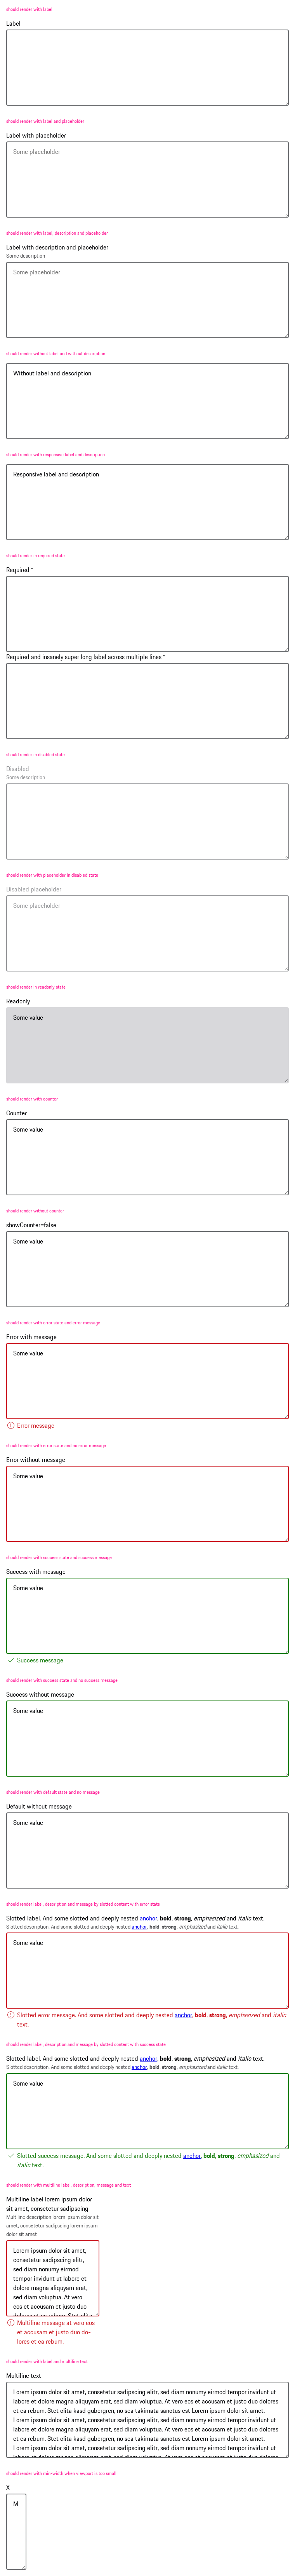 should render with label
Label
should render with label and placeholder
Label with placeholder
Some placeholder
should render with label, description and placeholder
Label with description and placeholder
Some description
Some placeholder
should render without label and without description
Without label and description
should render with responsive label and description
Responsive label and description
should render in required state
Required *
Required and insanely super long label across multiple lines *
should render in disabled state
Disabled
Some description
should render with placeholder in disabled state
Disabled placeholder
Some placeholder
should render in readonly state
Readonly
Some value
should render with counter
Counter
Some value
should render without counter
showCounter=false
Some value
should render with error state and error message
Error with message
Some value
Error message
should render with error state and no error message
Error without message
Some value
should render with success state and success message
Success with message
Some value
Success message
should render with success state and no success message
Success without message
Some value
should render with default state and no message
Default without message
Some value
should render label, description and message by slotted content with error state
Slotted label. And some slotted and deeply nested anchor, bold, strong, emphasized and italic text.
Slotted description. And some slotted and deeply nested anchor, bold, strong, emphasized and italic text.
Some value
Slotted error message. And some slotted and deeply nested anchor, bold, strong, emphasized and italic
text.
should render label, description and message by slotted content with success state
Slotted label. And some slotted and deeply nested anchor, bold, strong, emphasized and italic text.
Slotted description. And some slotted and deeply nested anchor, bold, strong, emphasized and italic text.
Some value
Slotted success message. And some slotted and deeply nested anchor, bold, strong, emphasized and
italic text.
should render with multiline label, description, message and text
Multiline label lorem ipsum dolor
sit amet, consetetur sadipscing
Multiline description lorem ipsum dolor sit
amet, consetetur sadipscing lorem ipsum
dolor sit amet
Lorem ipsum dolor sit amet,
consetetur sadipscing elitr,
sed diam nonumy eirmod
tempor invidunt ut labore et
dolore magna aliquyam erat,
sed diam voluptua. At vero
eos et accusam et justo duo
dolores et ea rebum. Stet clita
Multiline message at vero eos
et accusam et justo duo do-
lores et ea rebum.
should render with label and multiline text
Multiline text
Lorem ipsum dolor sit amet, consetetur sadipscing elitr, sed diam nonumy eirmod tempor invidunt ut
labore et dolore magna aliquyam erat, sed diam voluptua. At vero eos et accusam et justo duo dolores
et ea rebum. Stet clita kasd gubergren, no sea takimata sanctus est Lorem ipsum dolor sit amet.
Lorem ipsum dolor sit amet, consetetur sadipscing elitr, sed diam nonumy eirmod tempor invidunt ut
labore et dolore magna aliquyam erat, sed diam voluptua. At vero eos et accusam et justo duo dolores
et ea rebum. Stet clita kasd gubergren, no sea takimata sanctus est Lorem ipsum dolor sit amet.
Lorem ipsum dolor sit amet, consetetur sadipscing elitr, sed diam nonumy eirmod tempor invidunt ut
labore et dolore magna aliquyam erat, sed diam voluptua. At vero eos et accusam et justo duo dolores
should render with min-width when viewport is too small
X
M